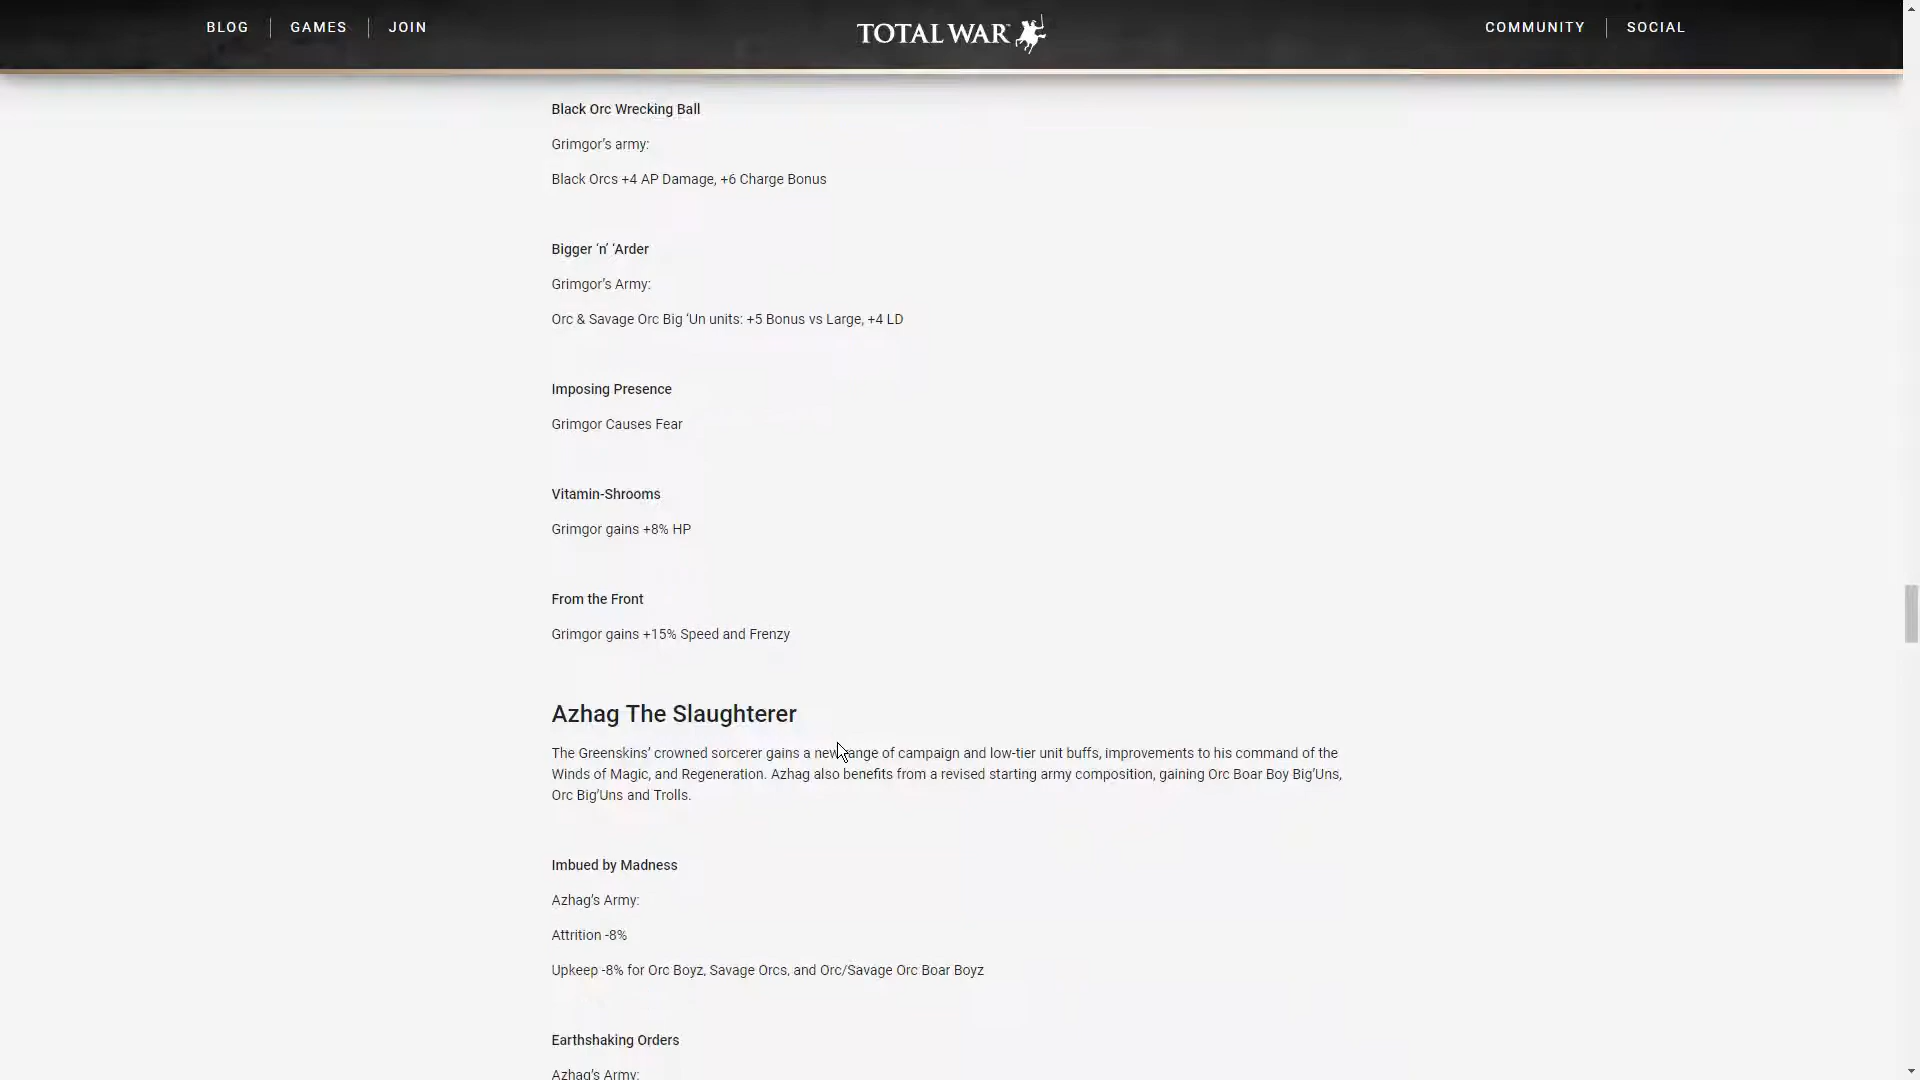 BLOG
GAMES
JOIN
TOTAL WAR
COMMUNITY
SOCIAL
Black Orc Wrecking Ball
Grimgor’s army:
Black Orcs +4 AP Damage, +6 Charge Bonus
Bigger ‘n’ ‘Arder
Grimgor’s Army:
Orc & Savage Orc Big ‘Un units: +5 Bonus vs Large, +4 LD
Imposing Presence
Grimgor Causes Fear
Vitamin-Shrooms
Grimgor gains +8% HP
From the Front
Grimgor gains +15% Speed and Frenzy
Azhag The Slaughterer
The Greenskins’ crowned sorcerer gains a new range of campaign and low-tier unit buffs, improvements to his command of the
Winds of Magic, and Regeneration. Azhag also benefits from a revised starting army composition, gaining Orc Boar Boy Big’Uns,
Orc Big’Uns and Trolls.
Imbued by Madness
Azhag’s Army:
Attrition -8%
Upkeep -8% for Orc Boyz, Savage Orcs, and Orc/Savage Orc Boar Boyz
Earthshaking Orders
Azhag’s Army: